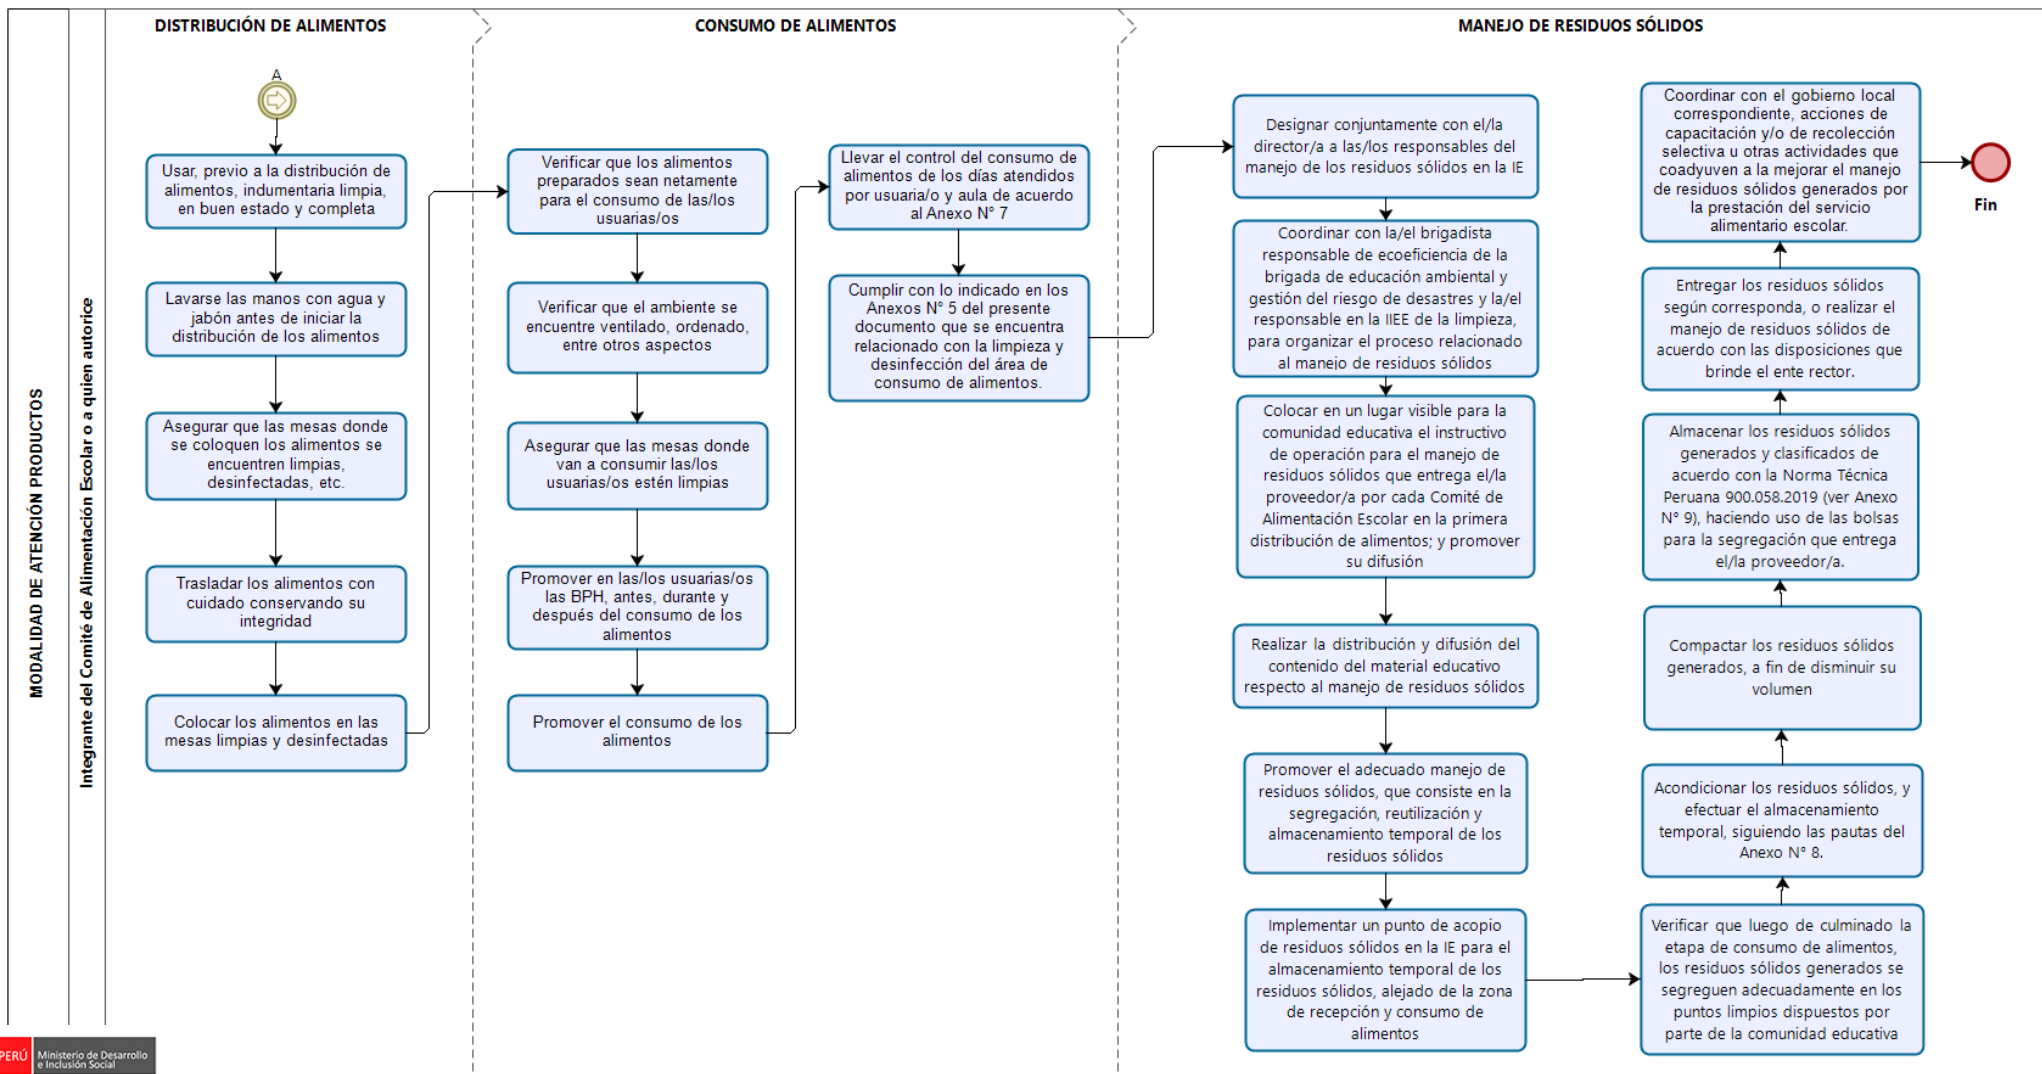 DISTRIBUCIÓN DE ALIMENTOS
CONSUMO DE ALIMENTOS
MANEJO DE RESIDUOS SÓLIDOS
MODALIDAD DE ATENCIÓN PRODUCTOS
Integrante del Comité de Alimentación Escolar o a quien autorice
A
Usar, previo a la distribución de
alimentos, indumentaria limpia,
en buen estado y completa
Lavarse las manos con agua y
jabón antes de iniciar la
distribución de los alimentos
Asegurar que las mesas donde
se coloquen los alimentos se
encuentren limpias,
desinfectadas, etc.
Trasladar los alimentos con
cuidado conservando su
integridad
Colocar los alimentos en las
mesas limpias y desinfectadas
Verificar que los alimentos
preparados sean netamente
para el consumo de las/los
usuarias/os
Verificar que el ambiente se
encuentre ventilado, ordenado,
entre otros aspectos
Asegurar que las mesas donde
van a consumir las/los
usuarias/os estén limpias
Promover en las/los usuarias/os
las BPH, antes, durante y
después del consumo de los
alimentos
Promover el consumo de los
alimentos
Llevar el control del consumo de
alimentos de los días atendidos
por usuaria/o y aula de acuerdo
al Anexo N° 7
Cumplir con lo indicado en los
Anexos N° 5 del presente
documento que se encuentra
relacionado con la limpieza y
desinfección del área de
consumo de alimentos.
Designar conjuntamente con el/la
director/a a las/los responsables del
manejo de los residuos sólidos en la IE
Coordinar con la/el brigadista
responsable de ecoeficiencia de la
brigada de educación ambiental y
gestión del riesgo de desastres y la/el
responsable en la IIEE de la limpieza,
para organizar el proceso relacionado
al manejo de residuos sólidos
Colocar en un lugar visible para la
comunidad educativa el instructivo
de operación para el manejo de
residuos sólidos que entrega el/la
proveedor/a por cada Comité de
Alimentación Escolar en la primera
distribución de alimentos; y promover
su difusión
Realizar la distribución y difusión del
contenido del material educativo
respecto al manejo de residuos sólidos
Promover el adecuado manejo de
residuos sólidos, que consiste en la
segregación, reutilización y
almacenamiento temporal de los
residuos sólidos
Implementar un punto de acopio
de residuos sólidos en la IE para el
almacenamiento temporal de los
residuos sólidos, alejado de la zona
de recepción y consumo de
alimentos
Verificar que luego de culminado la
etapa de consumo de alimentos,
los residuos sólidos generados se
segreguen adecuadamente en los
puntos limpios dispuestos por
parte de la comunidad educativa
Acondicionar los residuos sólidos, y
efectuar el almacenamiento
temporal, siguiendo las pautas del
Anexo N° 8.
Compactar los residuos sólidos
generados, a fin de disminuir su
volumen
Almacenar los residuos sólidos
generados y clasificados de
acuerdo con la Norma Técnica
Peruana 900.058.2019 (ver Anexo
N° 9), haciendo uso de las bolsas
para la segregación que entrega
el/la proveedor/a.
Entregar los residuos sólidos
según corresponda, o realizar el
manejo de residuos sólidos de
acuerdo con las disposiciones que
brinde el ente rector.
Coordinar con el gobierno local
correspondiente, acciones de
capacitación y/o de recolección
selectiva u otras actividades que
coadyuven a la mejorar el manejo
de residuos sólidos generados por
la prestación del servicio
alimentario escolar.
Fin
PERÚ
Ministerio de Desarrollo
e Inclusión Social